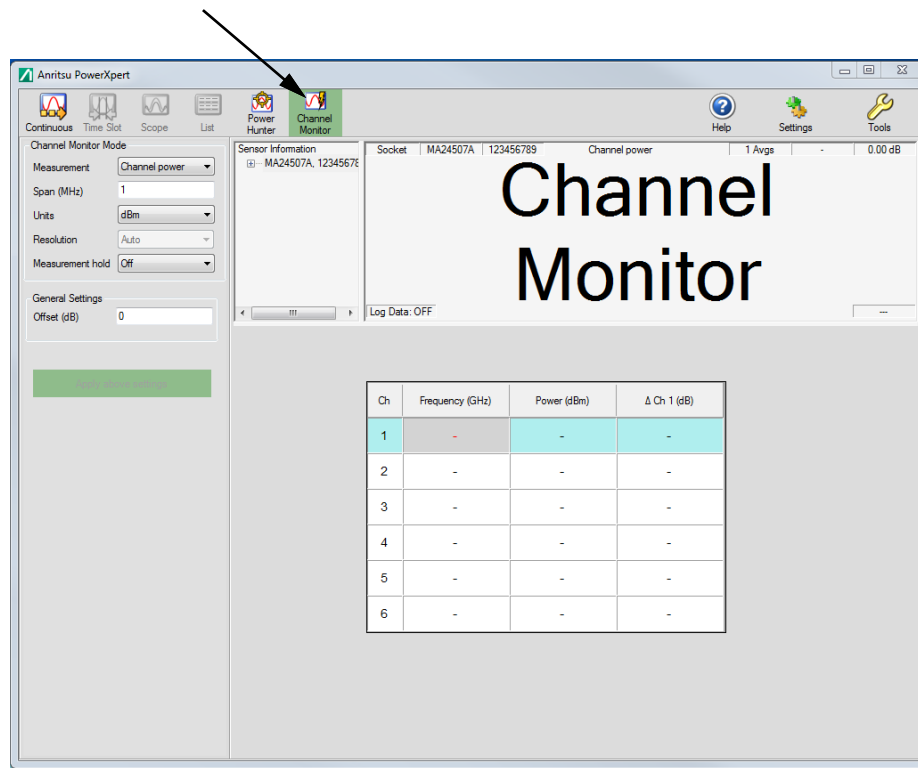 Anritsu PowerXpert
Continuous Time Slot Scope List Power Hunter Channel Monitor Help Settings Tools
Channel Monitor Mode
Measurement Channel power
Span (MHz) 1
Units dBm
Resolution Auto
Measurement hold Off
General Settings
Offset (dB) 0
Apply above settings
Sensor Information
MA24507A, 12345678
Socket MA24507A 123456789 Channel power 1 Avgs - 0.00 dB
Channel
Monitor
Log Data: OFF ---
Ch Frequency (GHz) Power (dBm) Δ Ch 1 (dB)
1 - - -
2 - - -
3 - - -
4 - - -
5 - - -
6 - - -